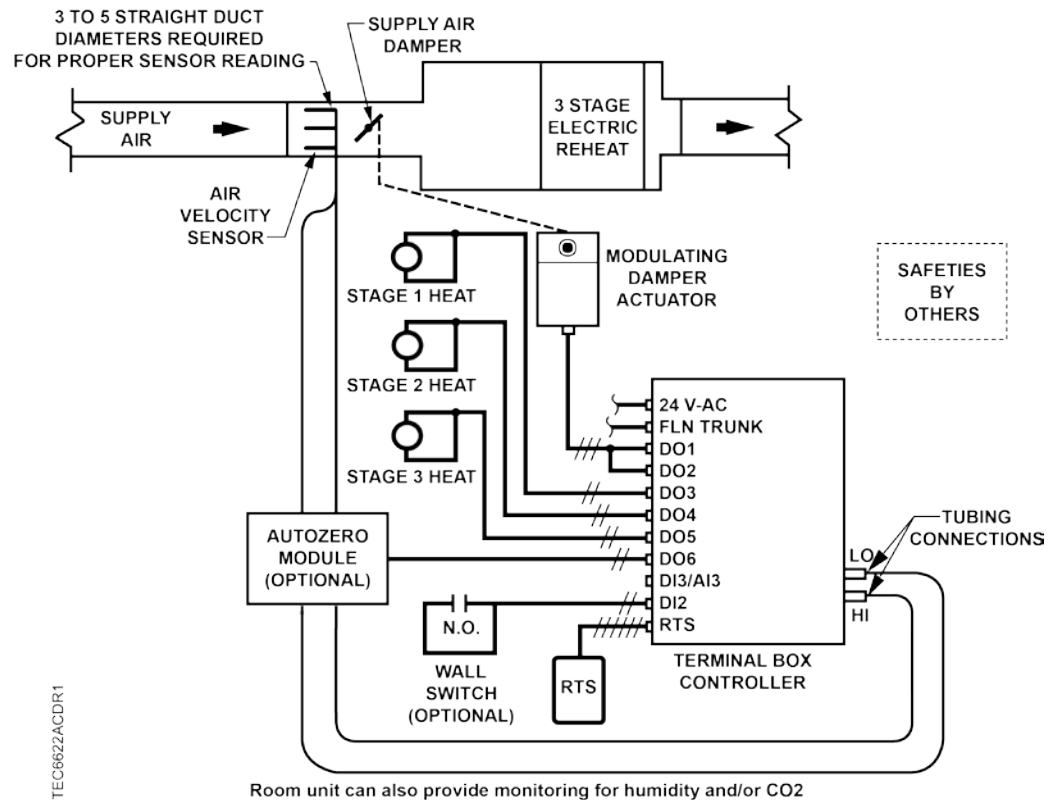 3 TO 5 STRAIGHT DUCT
DIAMETERS REQUIRED
FOR PROPER SENSOR READING
SUPPLY AIR
DAMPER
SUPPLY
AIR
3 STAGE
ELECTRIC
REHEAT
AIR
VELOCITY
SENSOR
STAGE 1 HEAT
MODULATING
DAMPER
ACTUATOR
SAFETIES
BY
OTHERS
STAGE 2 HEAT
STAGE 3 HEAT
24 V-AC
FLN TRUNK
DO1
DO2
DO3
DO4
DO5
DO6
DI3/AI3
DI2
RTS
AUTOZERO
MODULE
(OPTIONAL)
TUBING
CONNECTIONS
LO
HI
N.O.
WALL
SWITCH
(OPTIONAL)
RTS
TERMINAL BOX
CONTROLLER
TEC6622ACDR1
Room unit can also provide monitoring for humidity and/or CO2